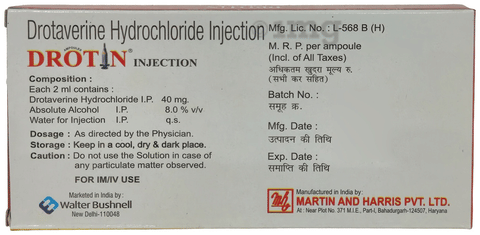 Drotaverine Hydrochloride Injection
AMPOULES
DROTIN® INJECTION
Composition :
Each 2 ml contains :
Drotaverine Hydrochloride I.P. 40 mg.
Absolute Alcohol I.P. 8.0 % v/v
Water for Injection I.P. q.s.
Dosage : As directed by the Physician.
Storage : Keep in a cool, dry & dark place.
Caution : Do not use the Solution in case of
any particulate matter observed.
FOR IM/IV USE
Marketed in India by :
Walter Bushnell
New Delhi-110048
Mfg. Lic. No. : L-568 B (H)
M. R. P. per ampoule
(Incl. of All Taxes)
अधिकतम खुदरा मूल्य रु.
(सभी कर सहित)
Batch No. :
समूह क्र.
Mfg. Date :
उत्पादन की तिथि
Exp. Date :
समाप्ति की तिथि
Manufactured in India by :
MARTIN AND HARRIS PVT. LTD.
At : Near Plot No. 371 M.I.E., Part-I, Bahadurgarh-124507, Haryana